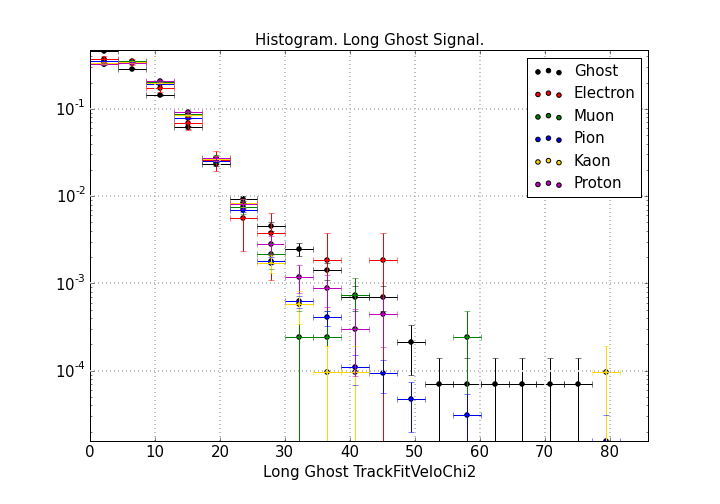 Histogram. Long Ghost Signal.
Ghost
Electron
Muon
Pion
Kaon
Proton
10^-1
10^-2
10^-3
10^-4
0 10 20 30 40 50 60 70 80
Long Ghost TrackFitVeloChi2